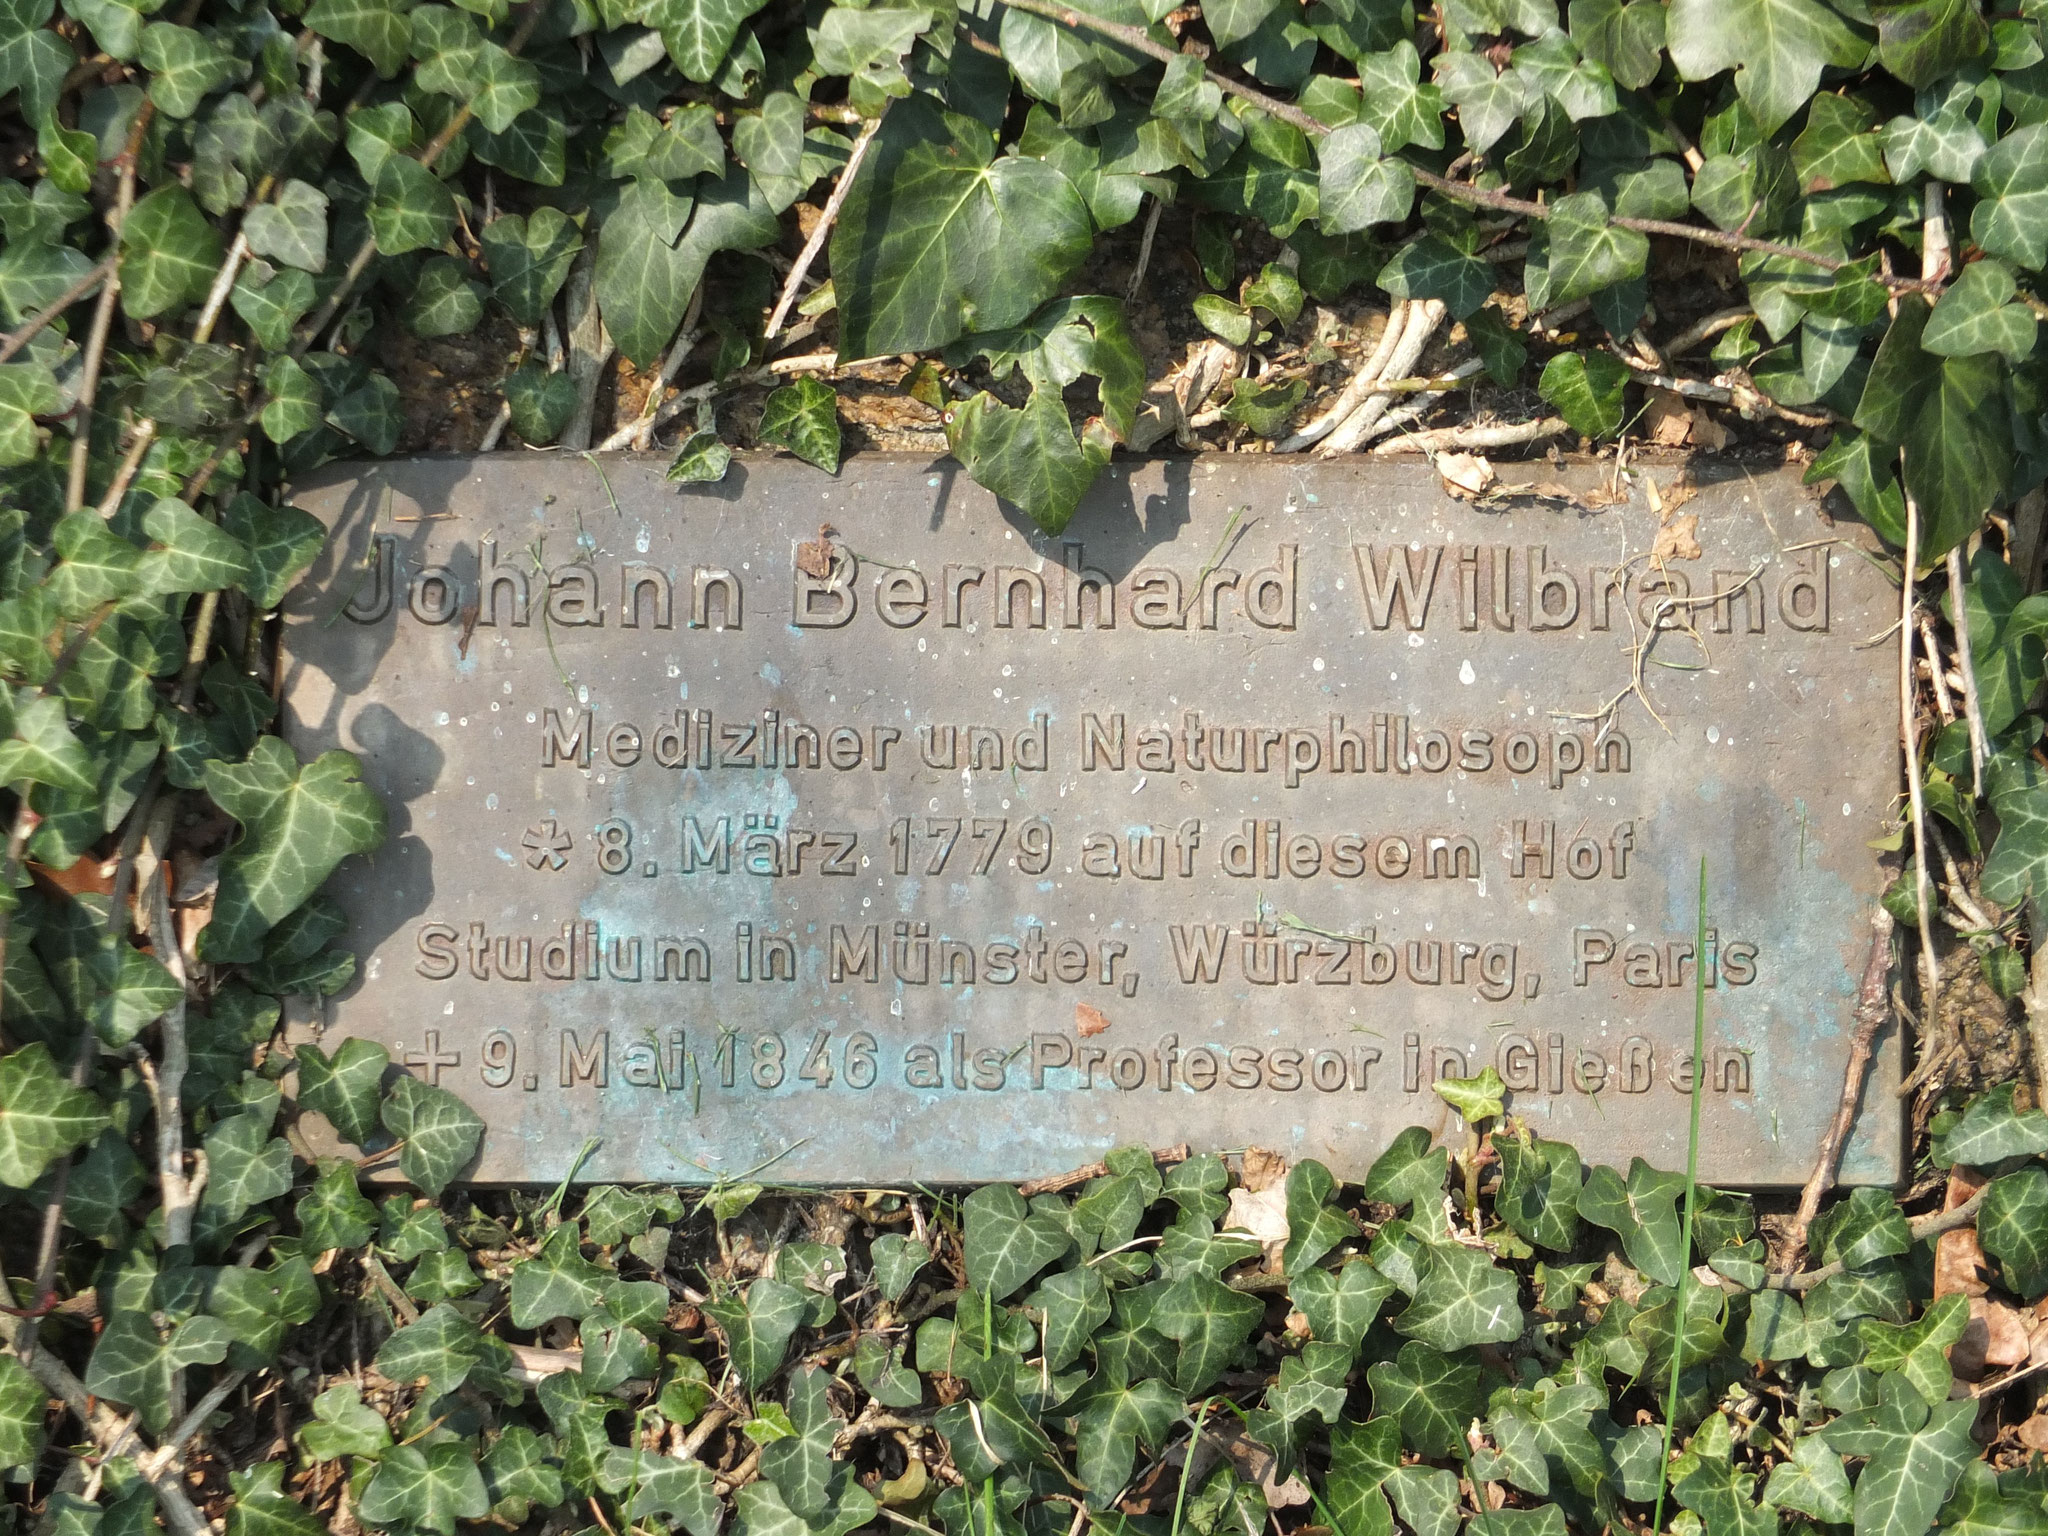 Johann Bernhard Wilbrand
Mediziner und Naturphilosoph
* 8. März 1779 auf diesem Hof
Studium in Münster, Würzburg, Paris
+ 9. Mai 1846 als Professor in Gießen